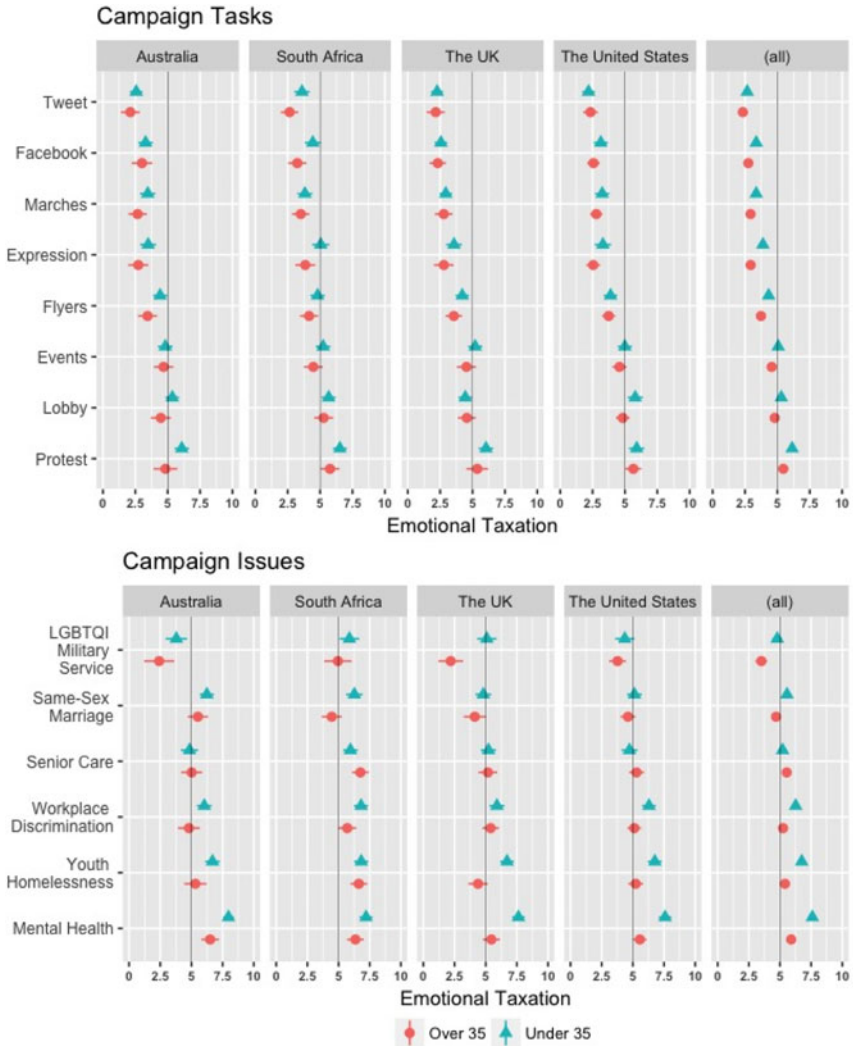 Campaign Tasks
Australia South Africa The UK The United States (all)
Tweet
Facebook
Marches
Expression
Flyers
Events
Lobby
Protest
0 2.5 5 7.5 10 0 2.5 5 7.5 10 0 2.5 5 7.5 10 0 2.5 5 7.5 10 0 2.5 5 7.5 10
Emotional Taxation
Campaign Issues
Australia South Africa The UK The United States (all)
LGBTQI
Military
Service
Same-Sex
Marriage
Senior Care
Workplace
Discrimination
Youth
Homelessness
Mental Health
0 2.5 5 7.5 10 0 2.5 5 7.5 10 0 2.5 5 7.5 10 0 2.5 5 7.5 10 0 2.5 5 7.5 10
Emotional Taxation
Over 35 Under 35